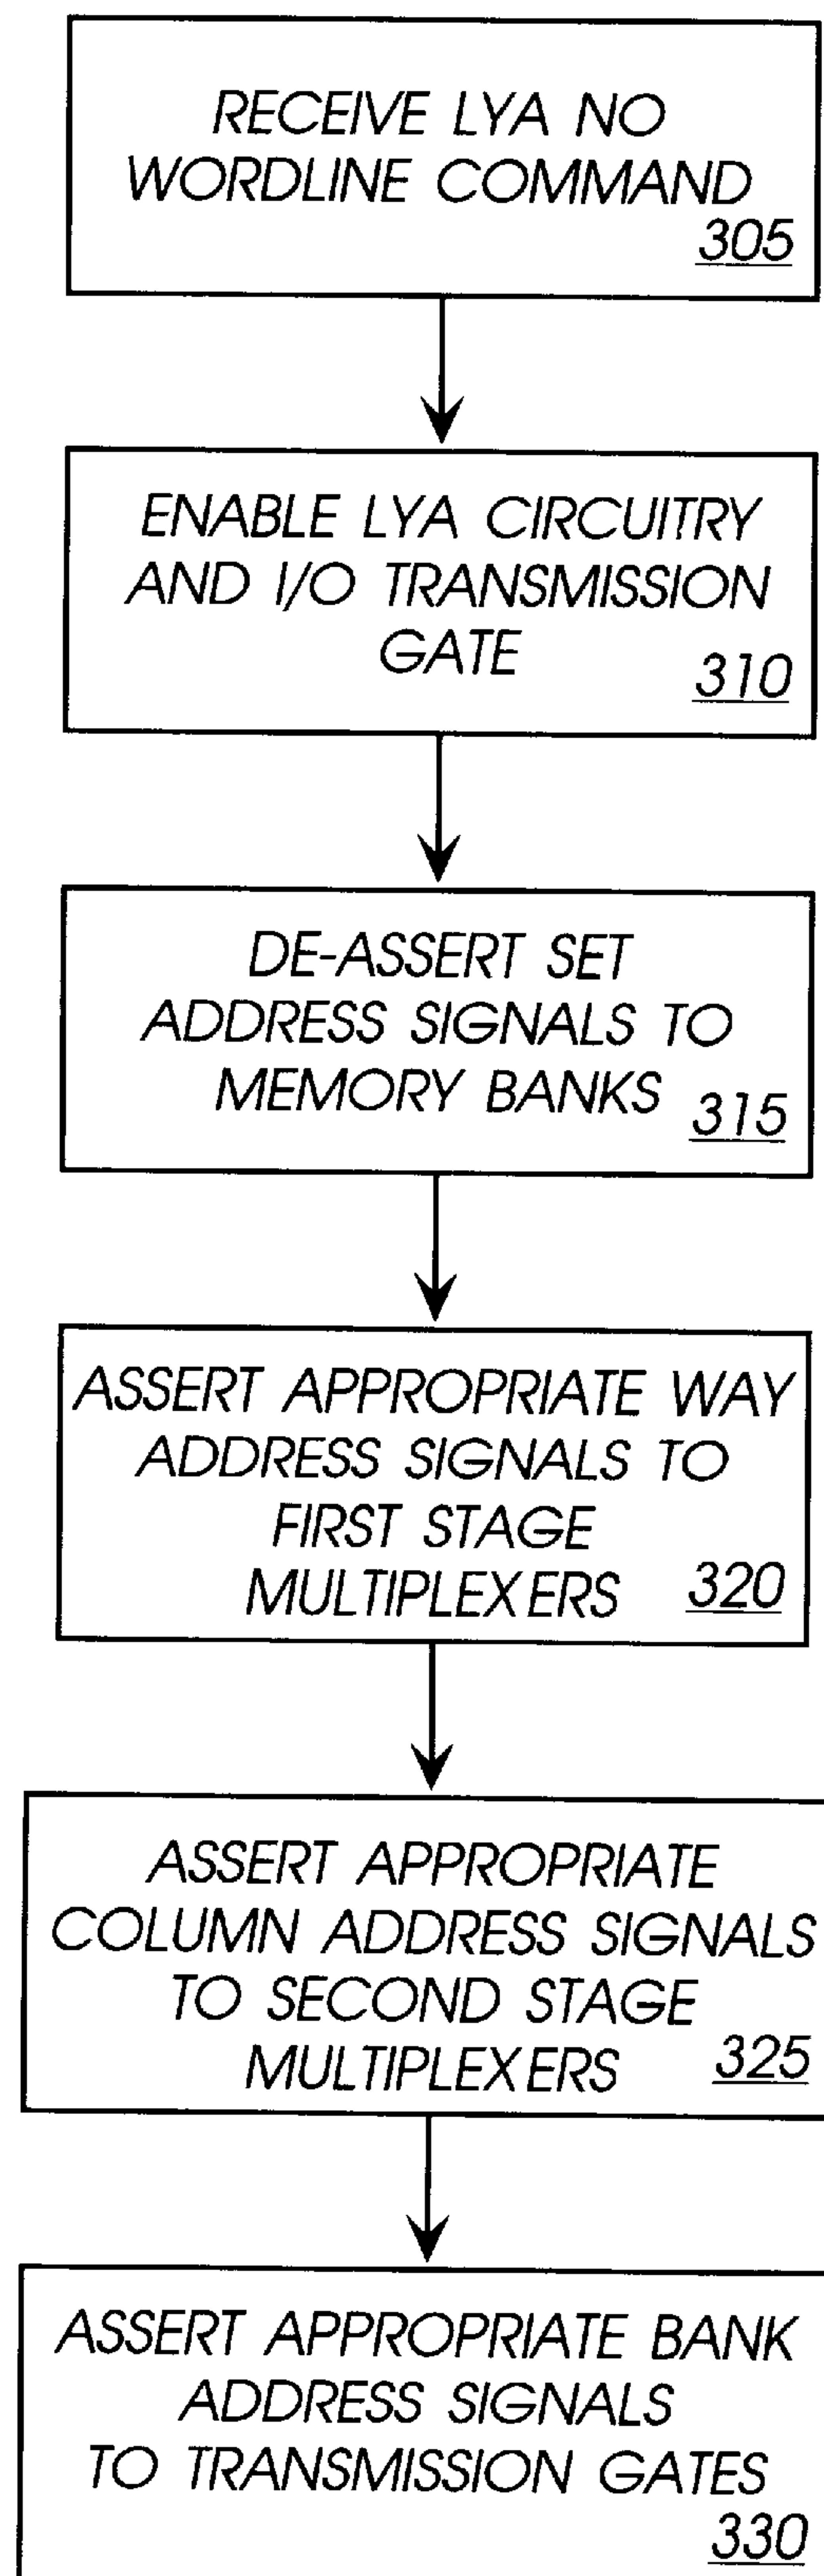 RECEIVE LYA NO
WORDLINE COMMAND
305
ENABLE LYA CIRCUITRY
AND I/O TRANSMISSION
GATE
310
DE-ASSERT SET
ADDRESS SIGNALS TO
MEMORY BANKS
315
ASSERT APPROPRIATE WAY
ADDRESS SIGNALS TO
FIRST STAGE
MULTIPLEXERS
320
ASSERT APPROPRIATE
COLUMN ADDRESS SIGNALS
TO SECOND STAGE
MULTIPLEXERS
325
ASSERT APPROPRIATE BANK
ADDRESS SIGNALS
TO TRANSMISSION GATES
330